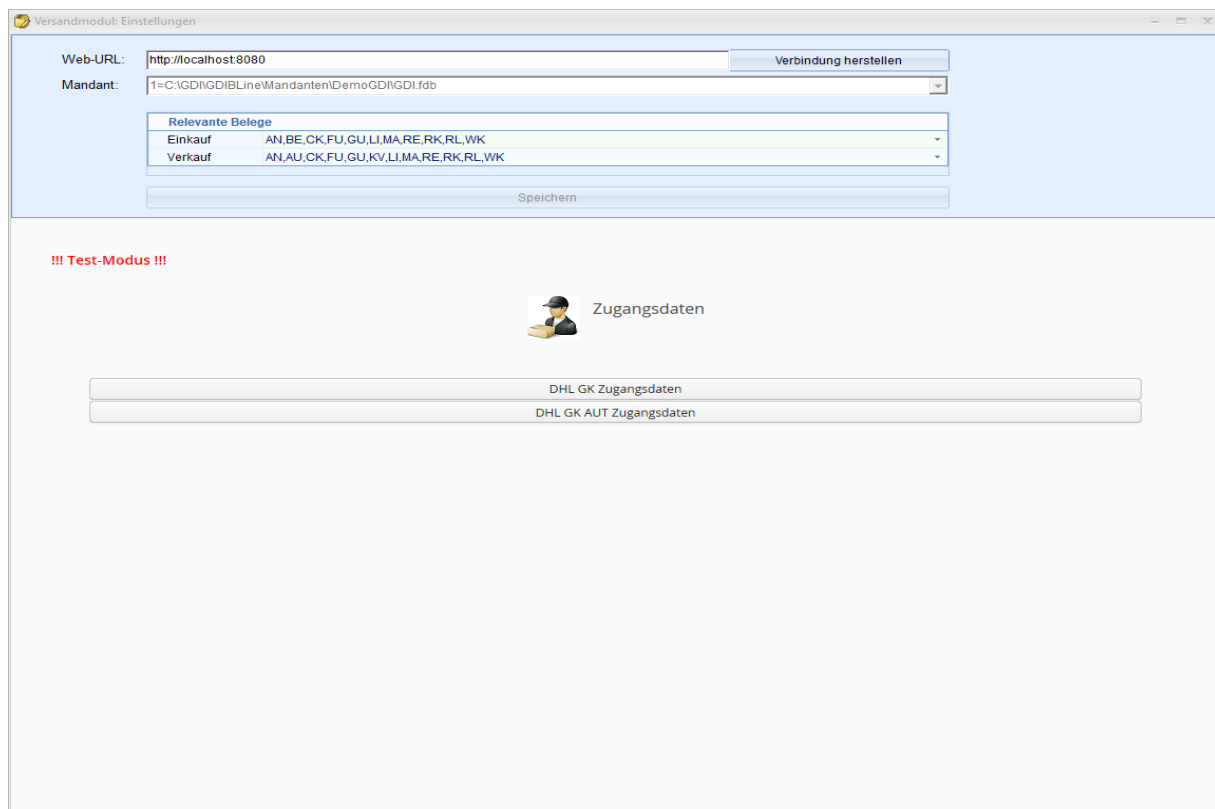 Versandmodul: Einstellungen
Web-URL: http://localhost:8080 Verbindung herstellen
Mandant: 1=C:\GDI\GDIBLine\Mandanten\DemoGDI\GDI.fdb
Relevante Belege
Einkauf AN,BE,CK,FU,GU,LI,MA,RE,RK,RL,WK
Verkauf AN,AU,CK,FU,GU,KV,LI,MA,RE,RK,RL,WK
Speichern
!!! Test-Modus !!!
Zugangsdaten
DHL GK Zugangsdaten
DHL GK AUT Zugangsdaten